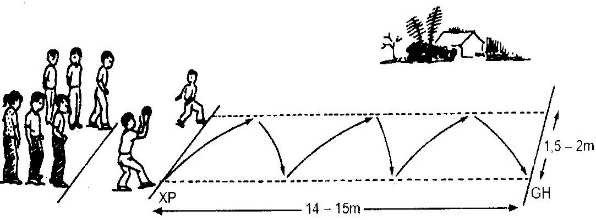 1,5 – 2m
XP
GH
14 – 15m